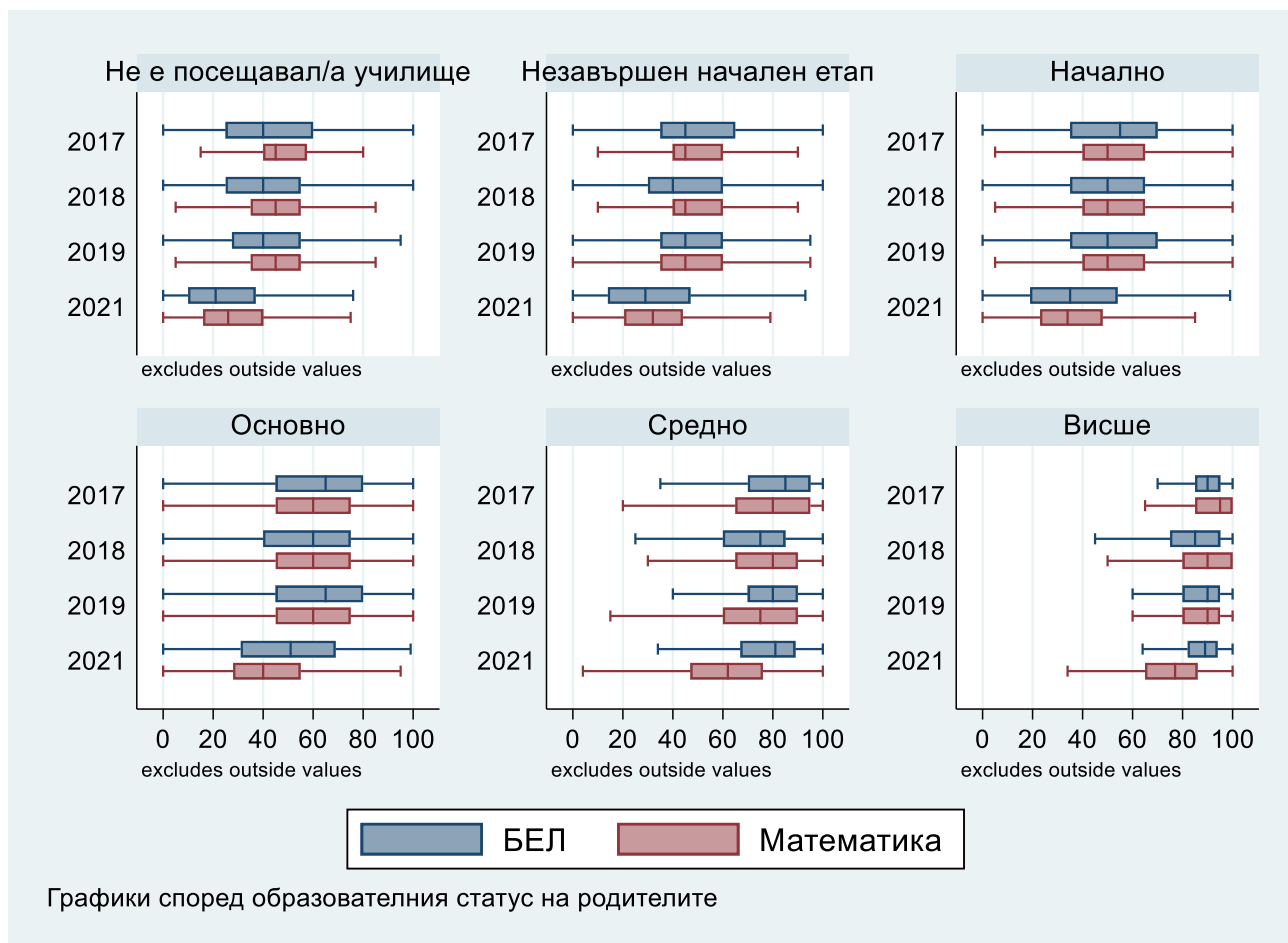 Не е посещавал/а училище
2017
2018
2019
2021
excludes outside values
Незавършен начален етап
2017
2018
2019
2021
excludes outside values
Начално
2017
2018
2019
2021
excludes outside values
Основно
2017
2018
2019
2021
0 20 40 60 80 100
excludes outside values
Средно
2017
2018
2019
2021
0 20 40 60 80 100
excludes outside values
Висше
2017
2018
2019
2021
0 20 40 60 80 100
excludes outside values
БЕЛ Математика
Графики според образователния статус на родителите